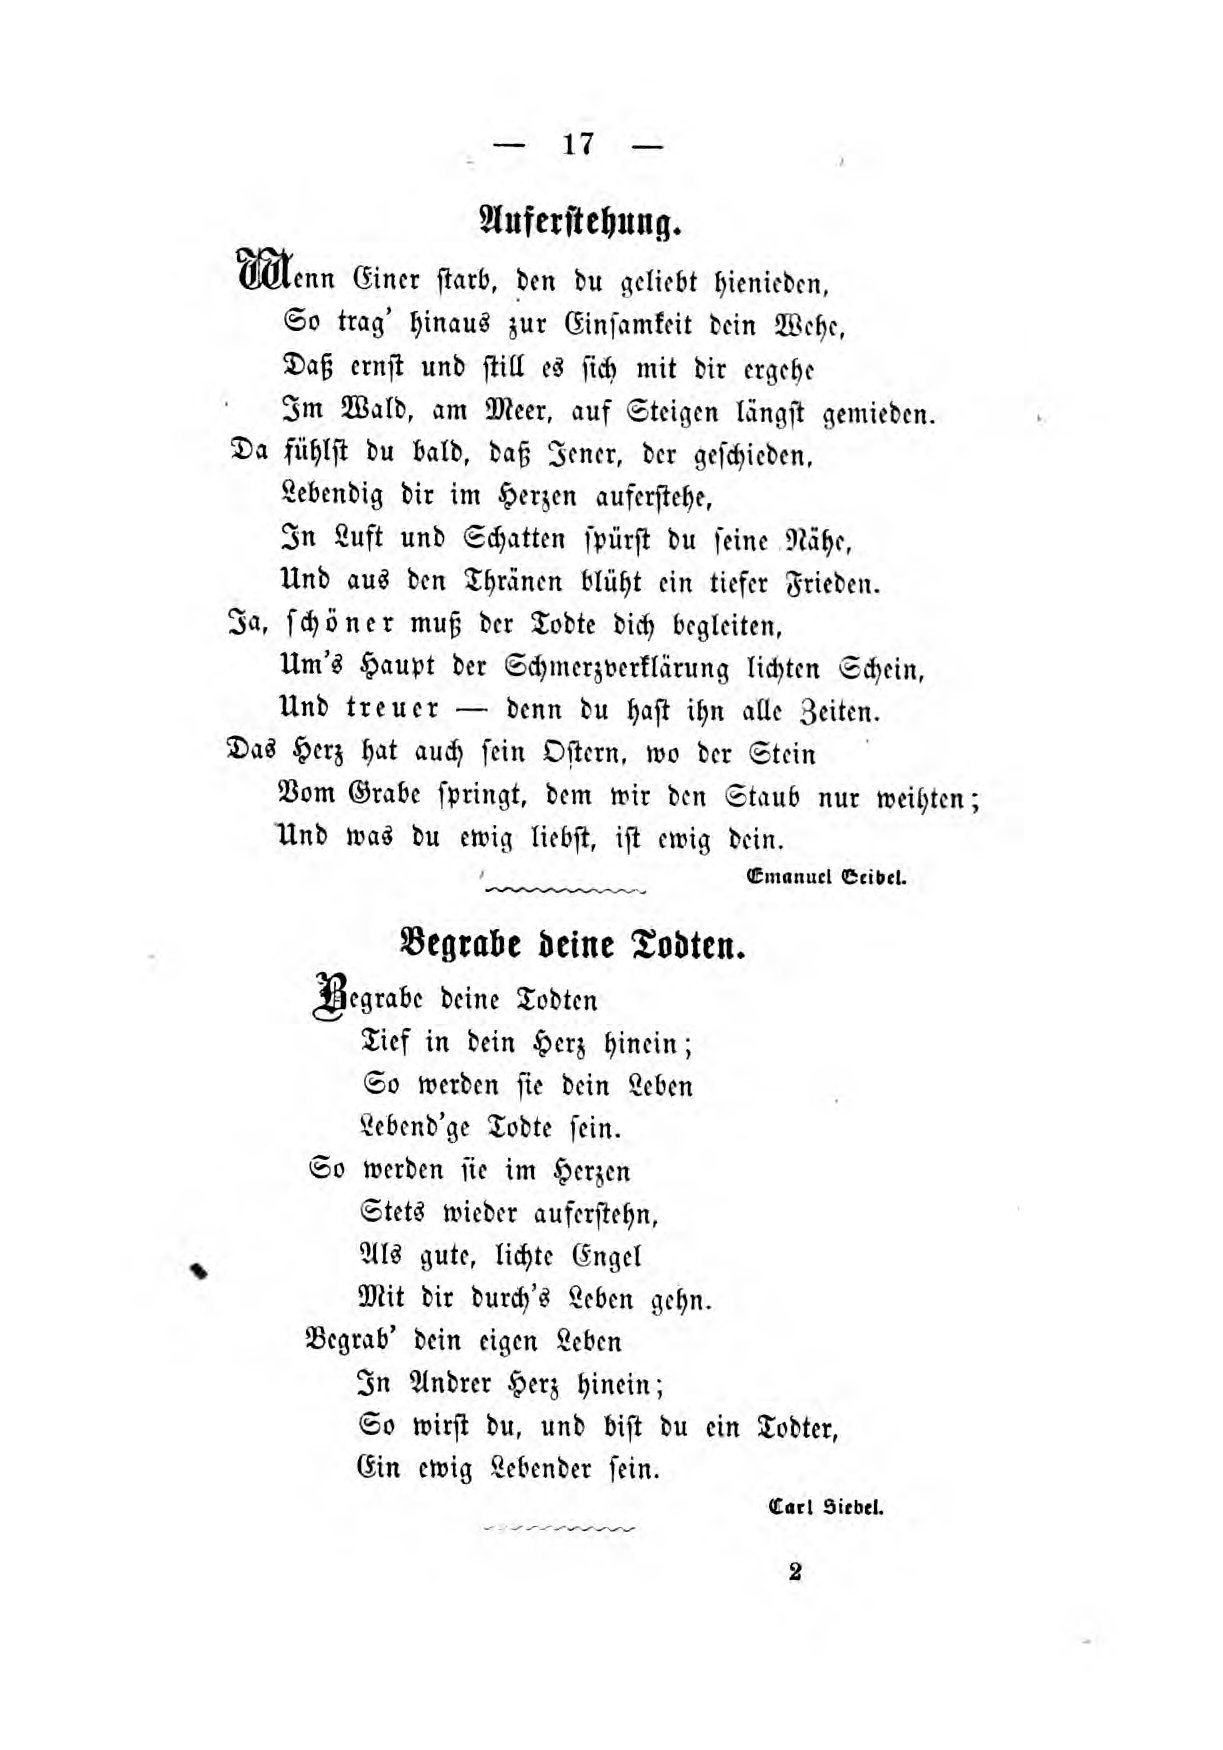 — 17 —
Auferstehung.
Wenn Einer starb, den du geliebt hienieden,
So trag' hinaus zur Einsamkeit dein Wehe,
Daß ernst und still es sich mit dir ergehe
Im Wald, am Meer, auf Steigen längst gemieden.
Da fühlst du bald, daß Jener, der geschieden,
Lebendig dir im Herzen auferstehe,
In Luft und Schatten spürst du seine Nähe,
Und aus den Thränen blüht ein tiefer Frieden.
Ja, schöner muß der Todte dich begleiten,
Um's Haupt der Schmerzverklärung lichten Schein,
Und treuer — denn du hast ihn alle Zeiten.
Das Herz hat auch sein Ostern, wo der Stein
Vom Grabe springt, dem wir den Staub nur weihten;
Und was du ewig liebst, ist ewig dein.
Emanuel Geibel.
Begrabe deine Todten.
Begrabe deine Todten
Tief in dein Herz hinein;
So werden sie dein Leben
Lebend'ge Todte sein.
So werden sie im Herzen
Stets wieder auferstehn,
Als gute, lichte Engel
Mit dir durch's Leben gehn.
Begrab' dein eigen Leben
In Andrer Herz hinein;
So wirst du, und bist du ein Todter,
Ein ewig Lebender sein.
Carl Siebel.
2